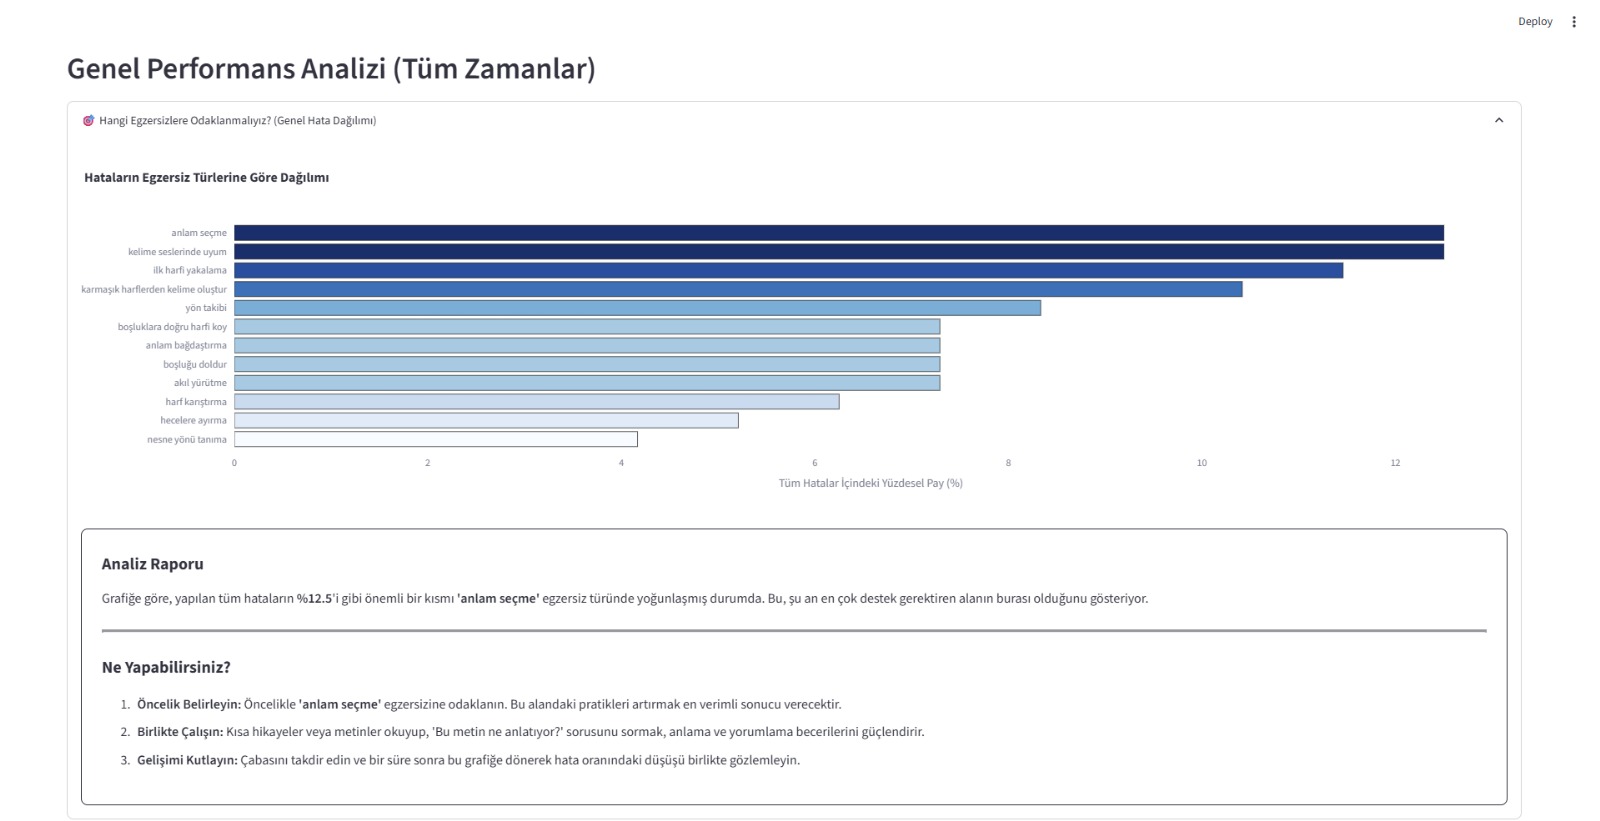 Deploy
Genel Performans Analizi (Tüm Zamanlar)
Hangi Egzersizlere Odaklanmalıyız? (Genel Hata Dağılımı)
Hataların Egzersiz Türlerine Göre Dağılımı
anlam seçme
kelime seslerinde uyum
ilk harfi yakalama
karmaşık harflerden kelime oluştur
yön takibi
boşluklara doğru harfi koy
anlam bağdaştırma
boşluğu doldur
akıl yürütme
harf karıştırma
hecelere ayırma
nesne yönü tanıma
0 2 4 6 8 10 12
Tüm Hatalar İçindeki Yüzdesel Pay (%)
Analiz Raporu
Grafiğe göre, yapılan tüm hataların %12.5'i gibi önemli bir kısmı 'anlam seçme' egzersiz türünde yoğunlaşmış durumda. Bu, şu an en çok destek gerektiren alanın burası olduğunu gösteriyor.
Ne Yapabilirsiniz?
1. Öncelik Belirleyin: Öncelikle 'anlam seçme' egzersizine odaklanın. Bu alandaki pratikleri artırmak en verimli sonucu verecektir.
2. Birlikte Çalışın: Kısa hikayeler veya metinler okuyup, 'Bu metin ne anlatıyor?' sorusunu sormak, anlama ve yorumlama becerilerini güçlendirir.
3. Gelişimi Kutlayın: Çabasını takdir edin ve bir süre sonra bu grafiğe dönerek hata oranındaki düşüşü birlikte gözlemleyin.